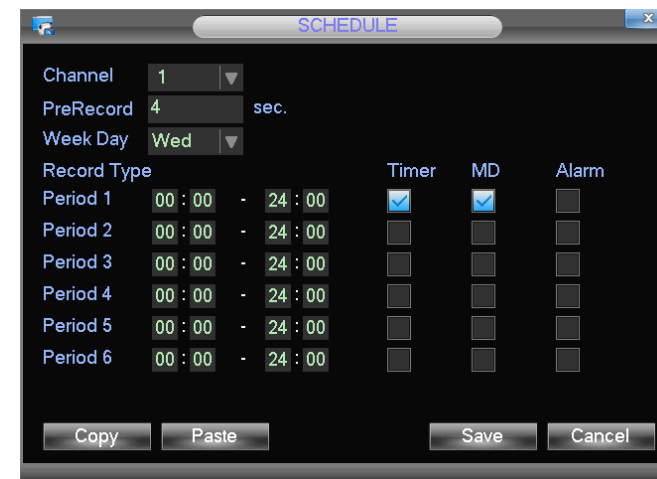 SCHEDULE x
Channel 1
PreRecord 4 sec.
Week Day Wed
Record Type Timer MD Alarm
Period 1 00 : 00 - 24 : 00
Period 2 00 : 00 - 24 : 00
Period 3 00 : 00 - 24 : 00
Period 4 00 : 00 - 24 : 00
Period 5 00 : 00 - 24 : 00
Period 6 00 : 00 - 24 : 00
Copy Paste Save Cancel